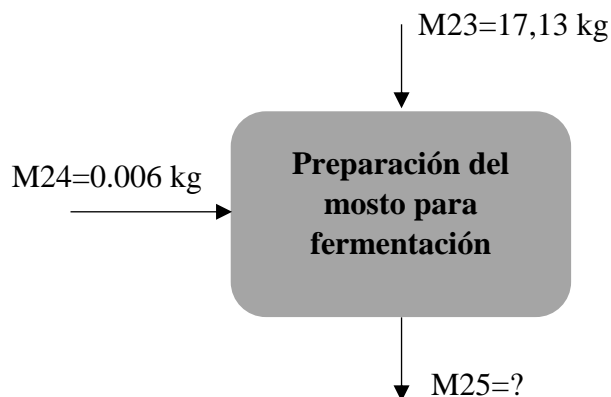 M23=17,13 kg
M24=0.006 kg
Preparación del
mosto para
fermentación
M25=?